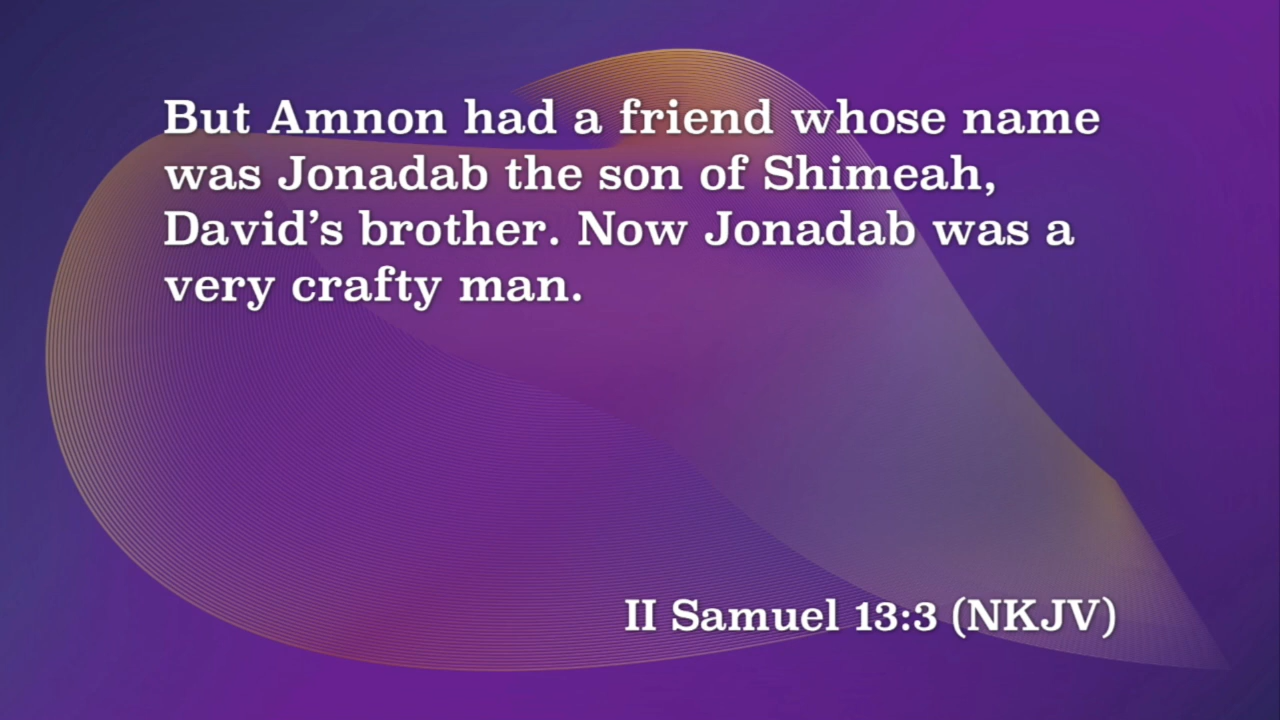 But Amnon had a friend whose name
was Jonadab the son of Shimeah,
David’s brother. Now Jonadab was a
very crafty man.
II Samuel 13:3 (NKJV)